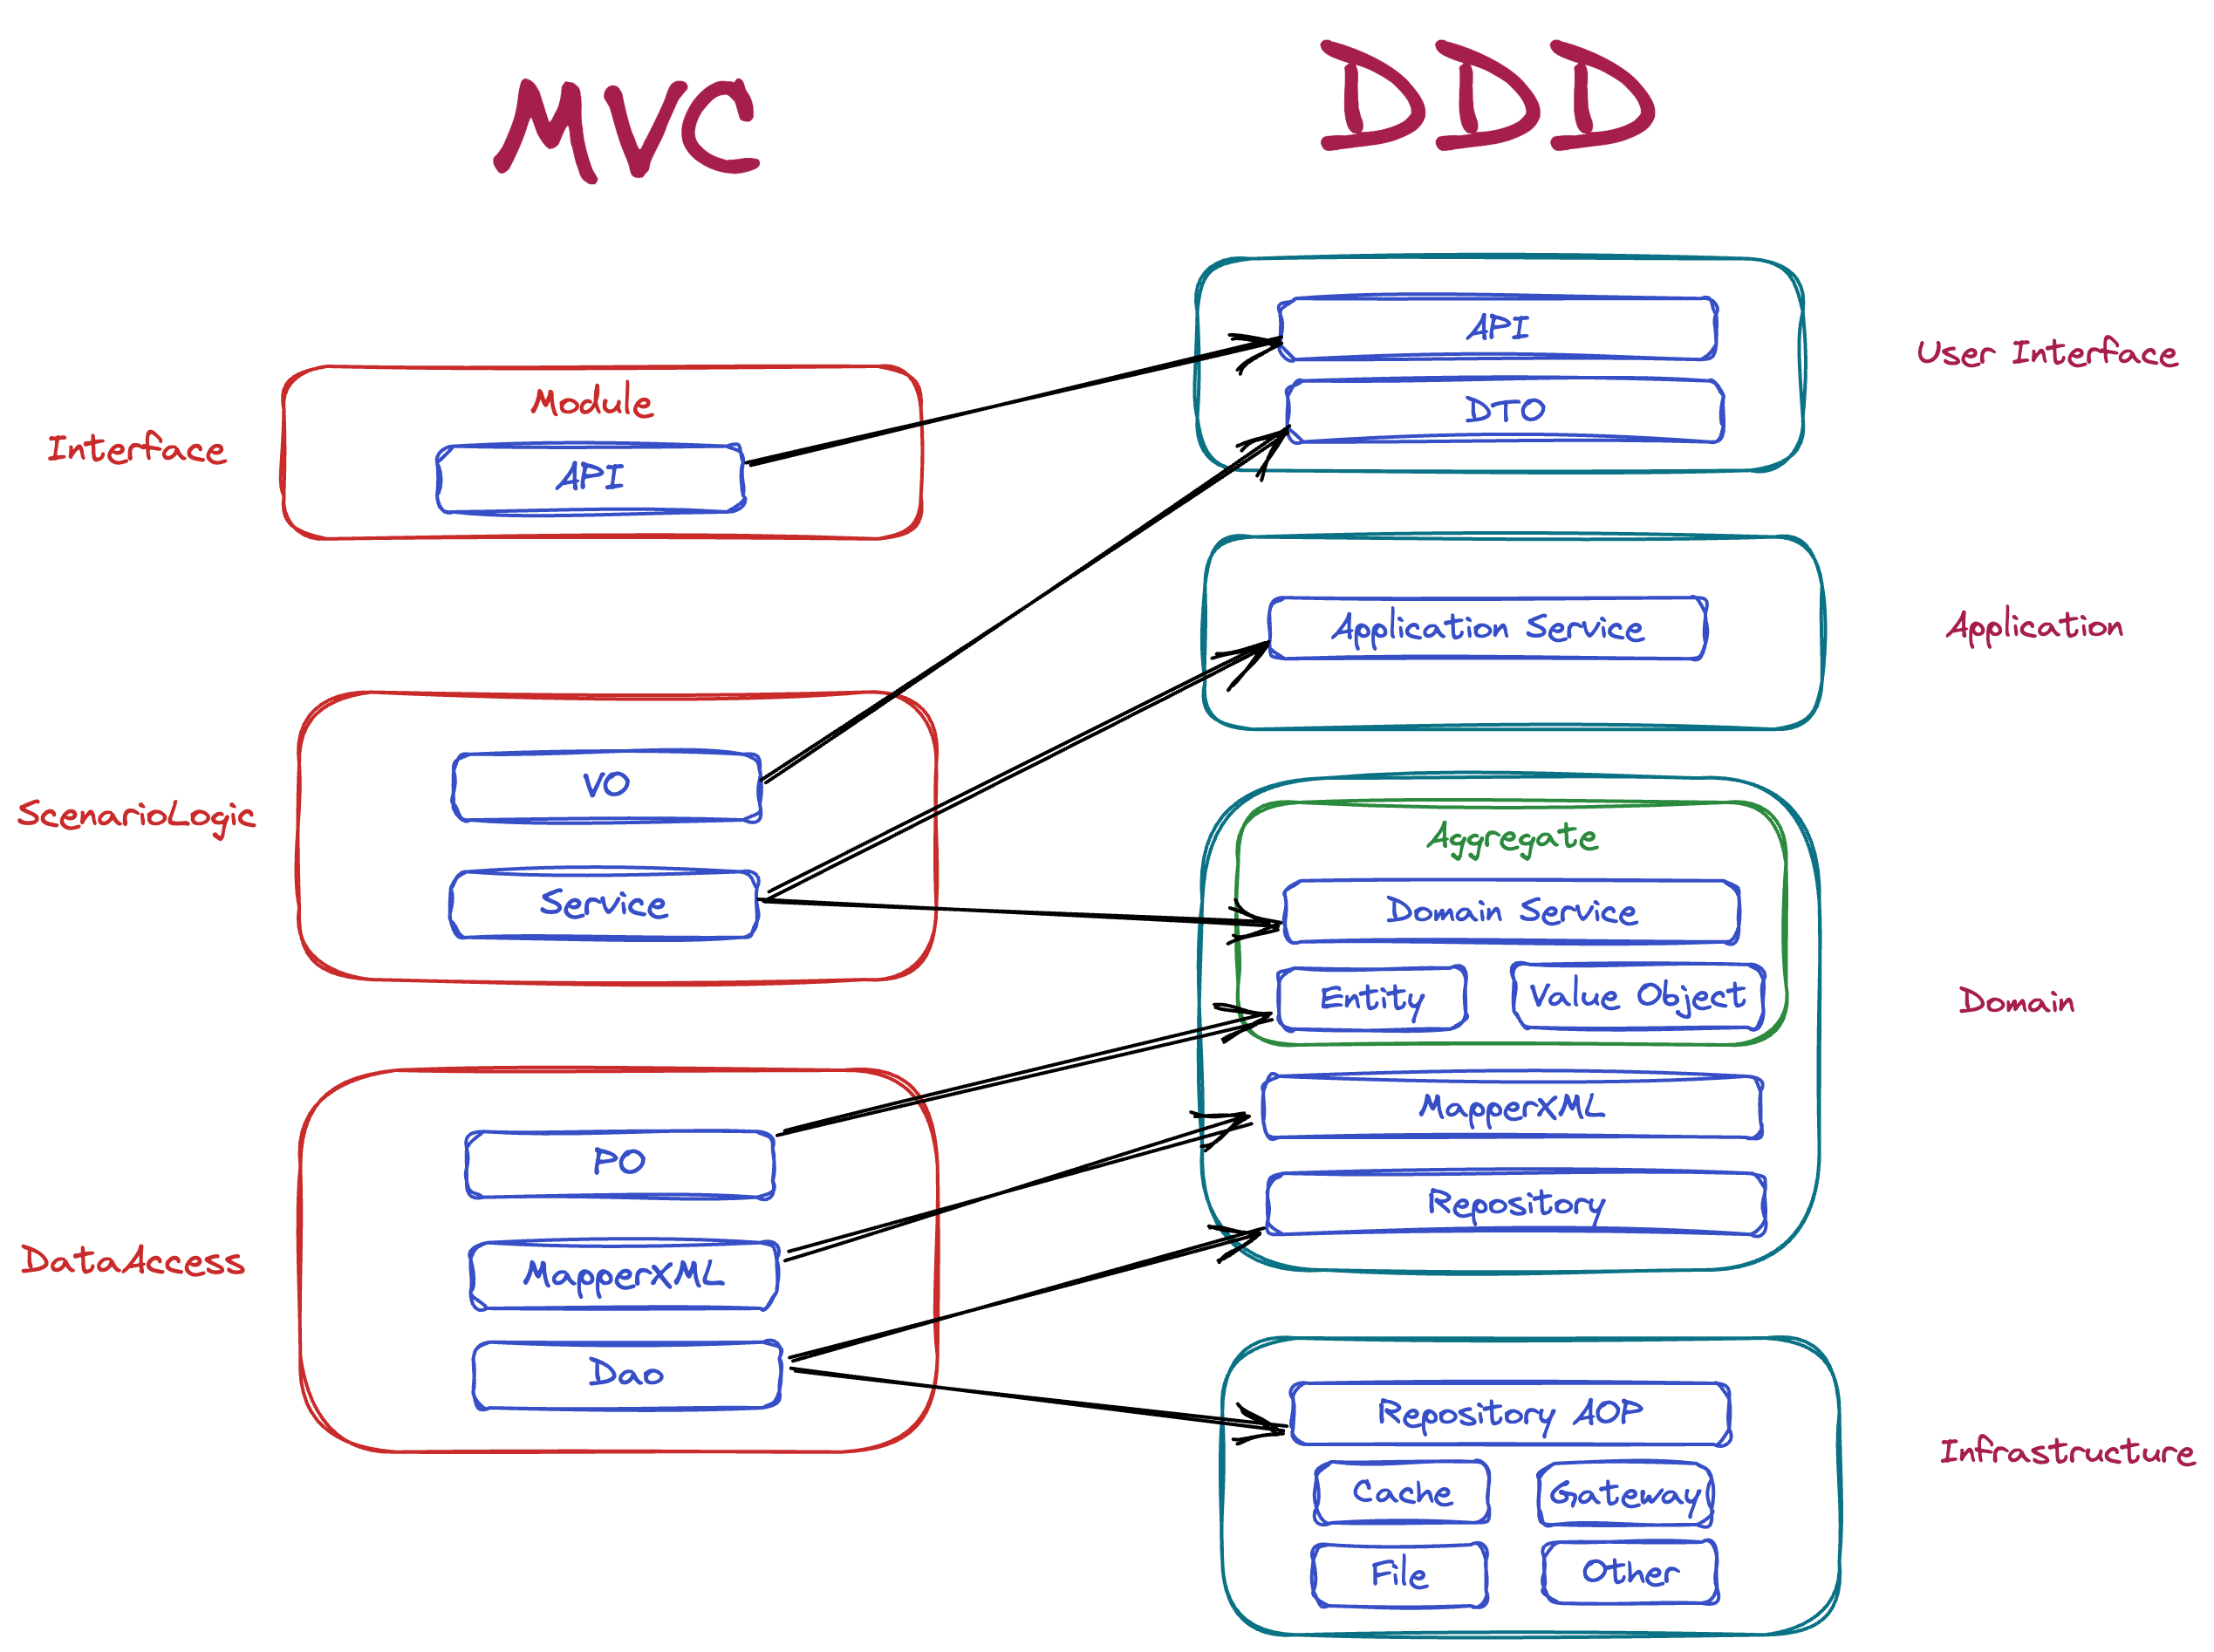 MVC
DDD
Interface
Module
API
ScenarioLogic
VO
Service
DataAccess
PO
MapperXML
Dao
API
DTO
User Interface
Application Service
Application
Aggregate
Domain Service
Entity
Value Object
MapperXML
Repository
Domain
Repository AOP
Cache
Gateway
File
Other
Infrastructure